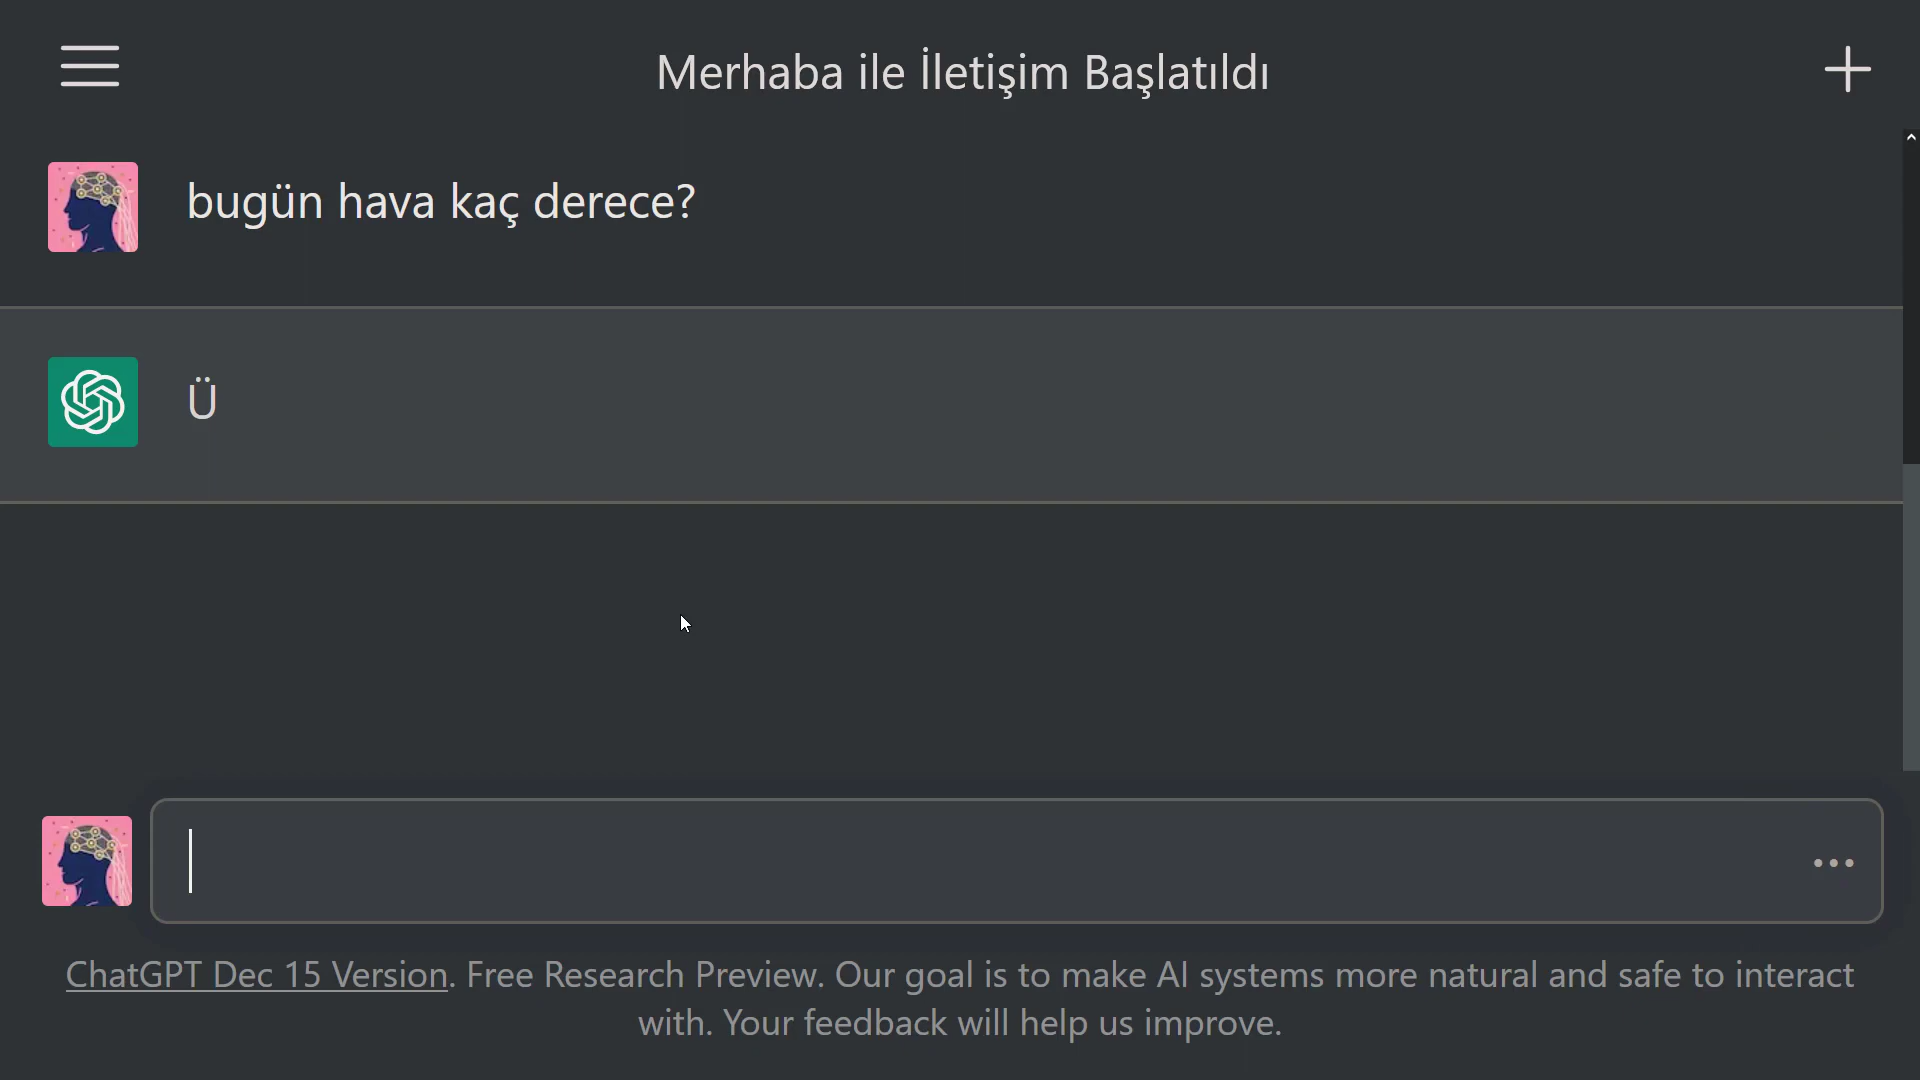 Merhaba ile İletişim Başlatıldı
bugün hava kaç derece?
Ü
ChatGPT Dec 15 Version. Free Research Preview. Our goal is to make AI systems more natural and safe to interact
with. Your feedback will help us improve.